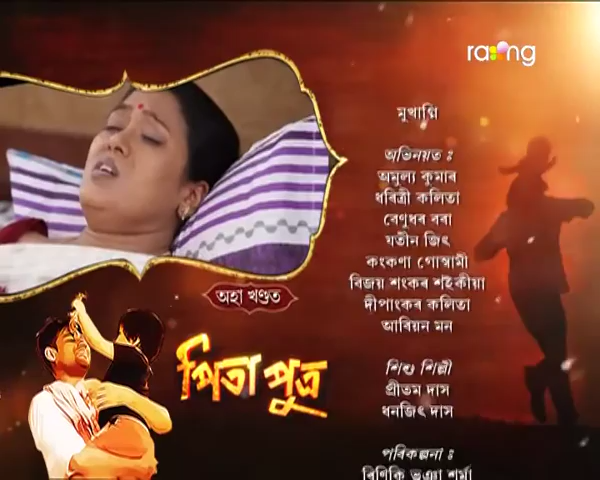 rang
মুখাগ্নি
অভিনয়ত :
অমূল্য কুমাৰ
ধৰিত্ৰী কলিতা
বেণুধৰ বৰা
যতীন জিৎ
কংকণা গোস্বামী
বিজয় শংকৰ শইকীয়া
দীপাংকৰ কলিতা
আৰিয়ন মন
শিশু শিল্পী
প্ৰীতম দাস
ধনজিৎ দাস
পৰিকল্পনা :
ৰিণিকি ভূঞা শৰ্মা
অহা খণ্ডত
পিতা পুত্ৰ